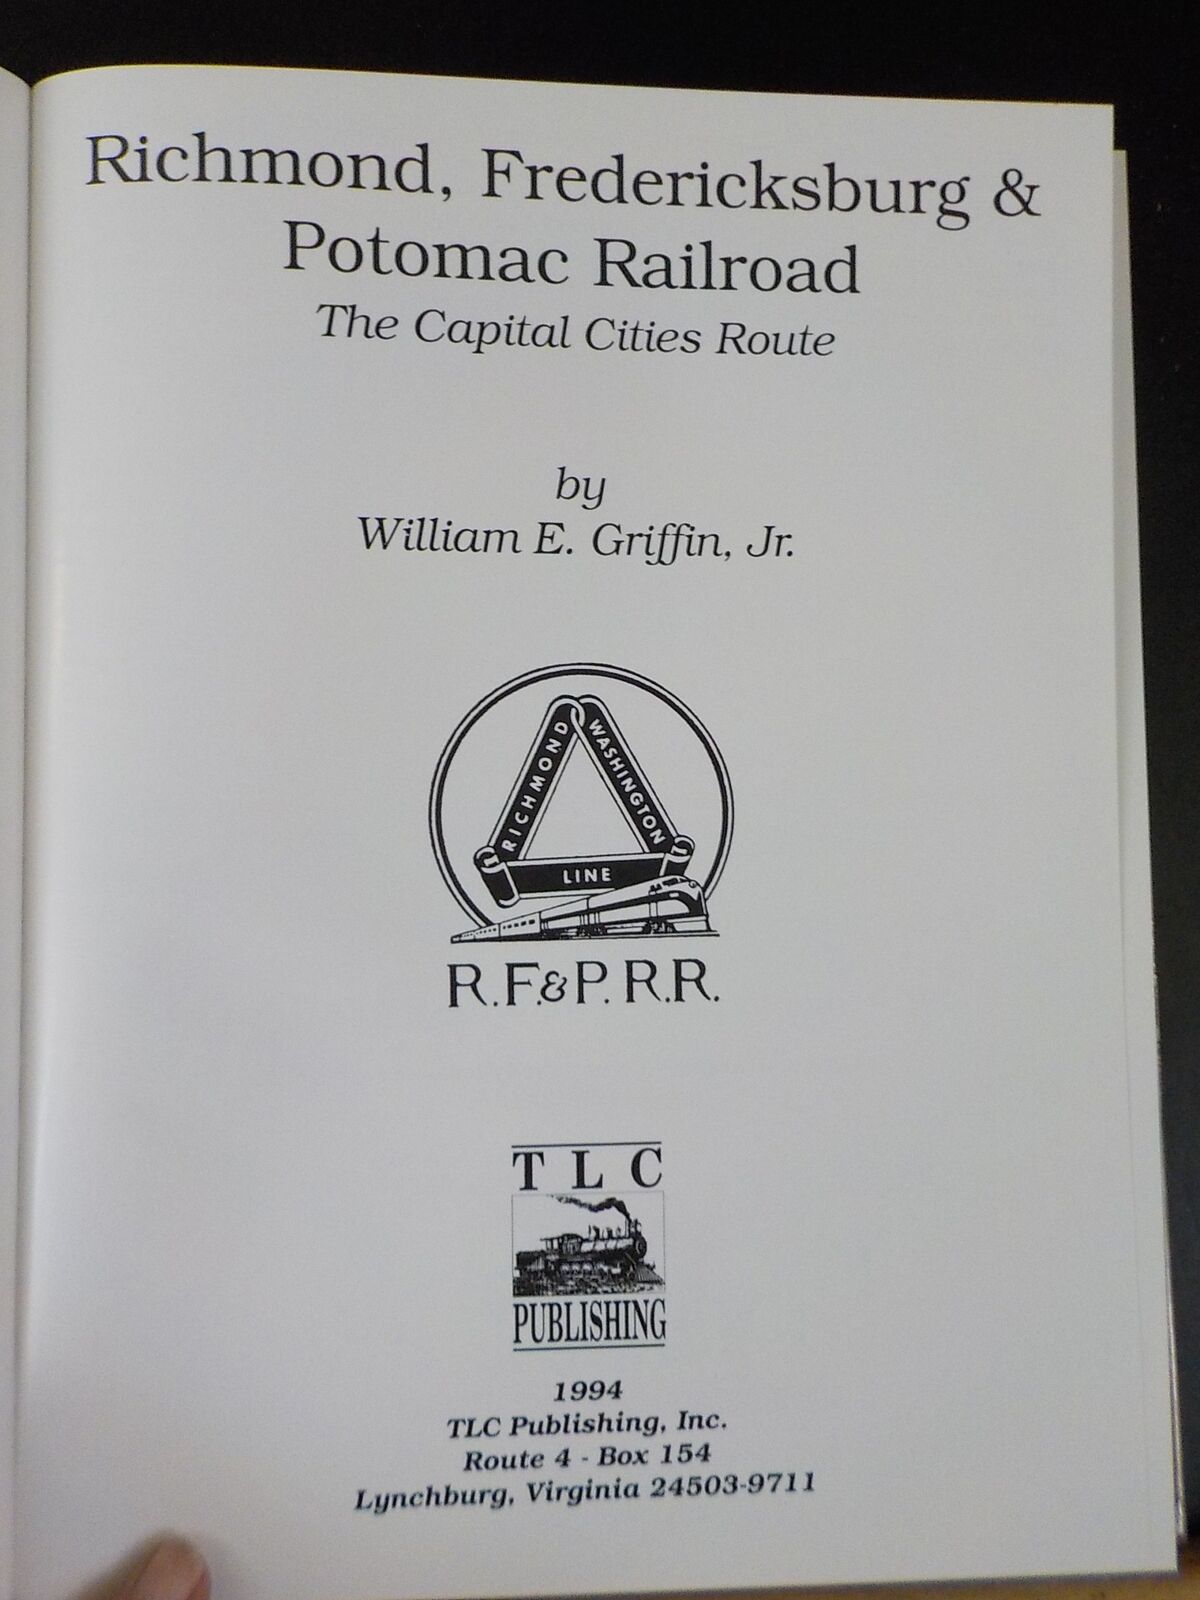 Richmond, Fredericksburg &
Potomac Railroad
The Capital Cities Route
by
William E. Griffin, Jr.
RICHMOND
WASHINGTON
LINE
R.F.&P. R.R.
TLC
PUBLISHING
1994
TLC Publishing, Inc.
Route 4 - Box 154
Lynchburg, Virginia 24503-9711